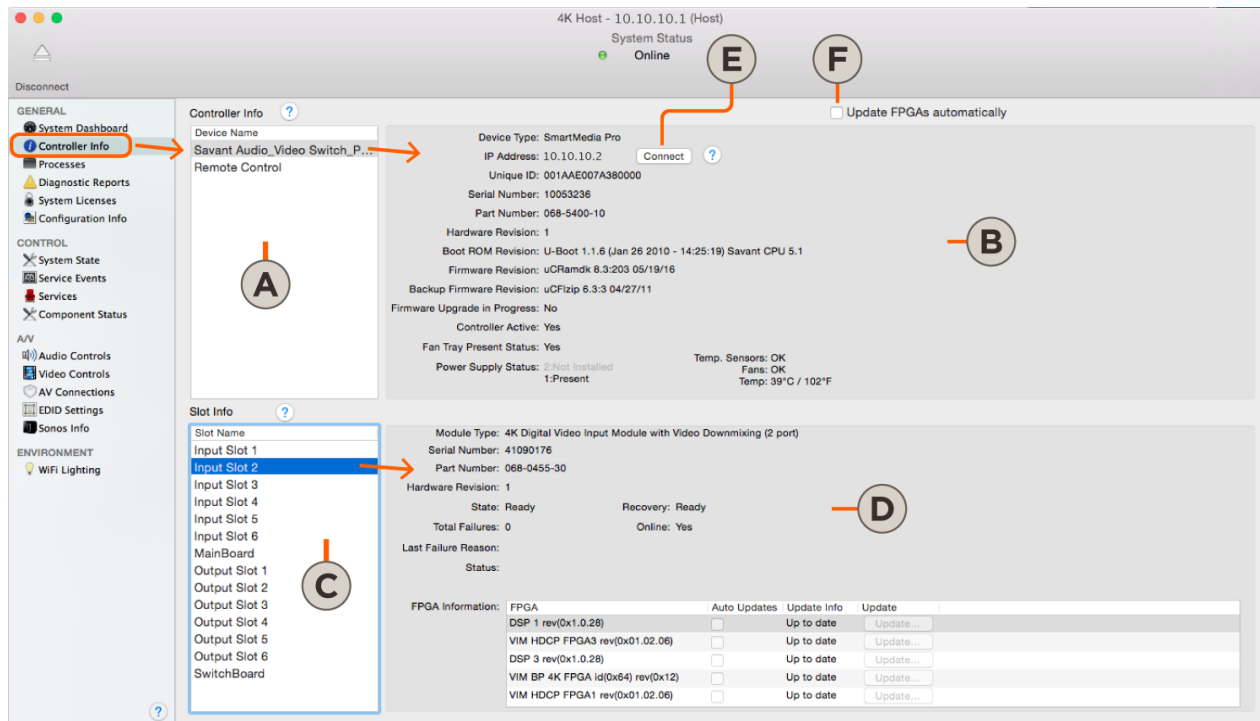 4K Host - 10.10.10.1 (Host)
System Status
Online
E
F
Disconnect
GENERAL
System Dashboard
Controller Info
Processes
Diagnostic Reports
System Licenses
Configuration Info
CONTROL
System State
Service Events
Services
Component Status
A/V
Audio Controls
Video Controls
AV Connections
EDID Settings
Sonos Info
ENVIRONMENT
WiFi Lighting
?
Controller Info ?
Device Name
Savant Audio_Video Switch_P...
Remote Control
A
Update FPGAs automatically
Device Type: SmartMedia Pro
IP Address: 10.10.10.2 Connect ?
Unique ID: 001AAE007A380000
Serial Number: 10053236
Part Number: 068-5400-10
Hardware Revision: 1
Boot ROM Revision: U-Boot 1.1.6 (Jan 26 2010 - 14:25:19) Savant CPU 5.1
Firmware Revision: uCRamdk 8.3:203 05/19/16
Backup Firmware Revision: uCFlzip 6.3:3 04/27/11
Firmware Upgrade in Progress: No
Controller Active: Yes
Fan Tray Present Status: Yes
Power Supply Status: 2:Not Installed
1:Present
Temp. Sensors: OK
Fans: OK
Temp: 39°C / 102°F
B
Slot Info ?
Slot Name
Input Slot 1
Input Slot 2
Input Slot 3
Input Slot 4
Input Slot 5
Input Slot 6
MainBoard
Output Slot 1
Output Slot 2
Output Slot 3
Output Slot 4
Output Slot 5
Output Slot 6
SwitchBoard
C
Module Type: 4K Digital Video Input Module with Video Downmixing (2 port)
Serial Number: 41090176
Part Number: 068-0455-30
Hardware Revision: 1
State: Ready Recovery: Ready
Total Failures: 0 Online: Yes
Last Failure Reason:
Status:
D
FPGA Information:
FPGA Auto Updates Update Info Update
DSP 1 rev(0x1.0.28) Up to date Update...
VIM HDCP FPGA3 rev(0x01.02.06) Up to date Update...
DSP 3 rev(0x1.0.28) Up to date Update...
VIM BP 4K FPGA id(0x64) rev(0x12) Up to date Update...
VIM HDCP FPGA1 rev(0x01.02.06) Up to date Update...